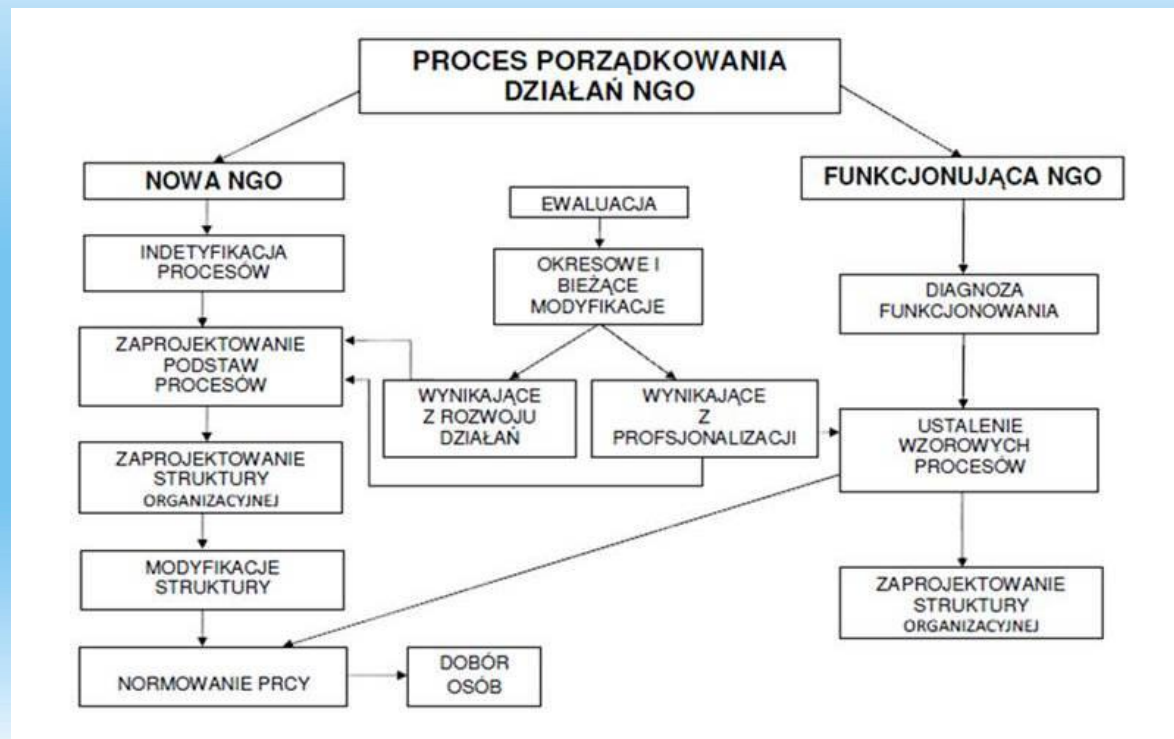 PROCES PORZĄDKOWANIA
DZIAŁAŃ NGO
NOWA NGO
FUNKCJONUJĄCA NGO
EWALUACJA
INDETYFIKACJA
PROCESÓW
OKRESOWE I
BIEŻĄCE
MODYFIKACJE
DIAGNOZA
FUNKCJONOWANIA
ZAPROJEKTOWANIE
PODSTAW
PROCESÓW
WYNIKAJĄCE
Z ROZWOJU
DZIAŁAŃ
WYNIKAJĄCE
Z
PROFSJONALIZACJI
USTALENIE
WZOROWYCH
PROCESÓW
ZAPROJEKTOWANIE
STRUKTURY
ORGANIZACYJNEJ
MODYFIKACJE
STRUKTURY
ZAPROJEKTOWANIE
STRUKTURY
ORGANIZACYJNEJ
NORMOWANIE PRCY
DOBÓR
OSÓB